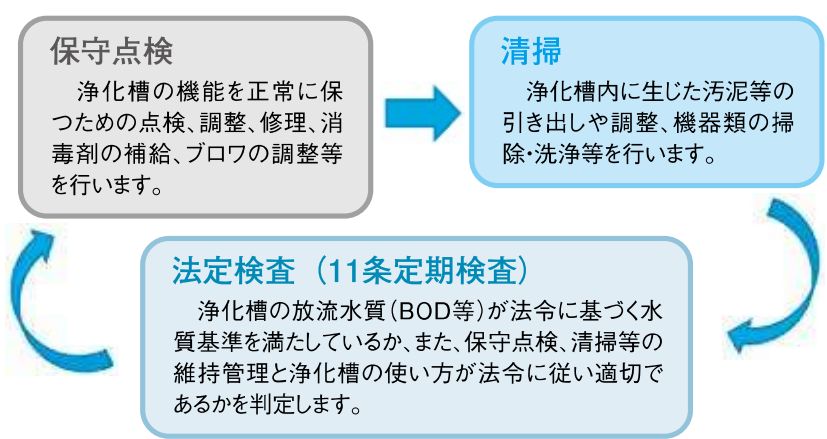 保守点検
　浄化槽の機能を正常に保
つための点検、調整、修理、消
毒剤の補給、ブロワの調整等
を行います。
清掃
　浄化槽内に生じた汚泥等の
引き出しや調整、機器類の掃
除・洗浄等を行います。
法定検査（11条定期検査）
　浄化槽の放流水質（BOD等）が法令に基づく水
質基準を満たしているか、また、保守点検、清掃等の
維持管理と浄化槽の使い方が法令に従い適切で
あるかを判定します。